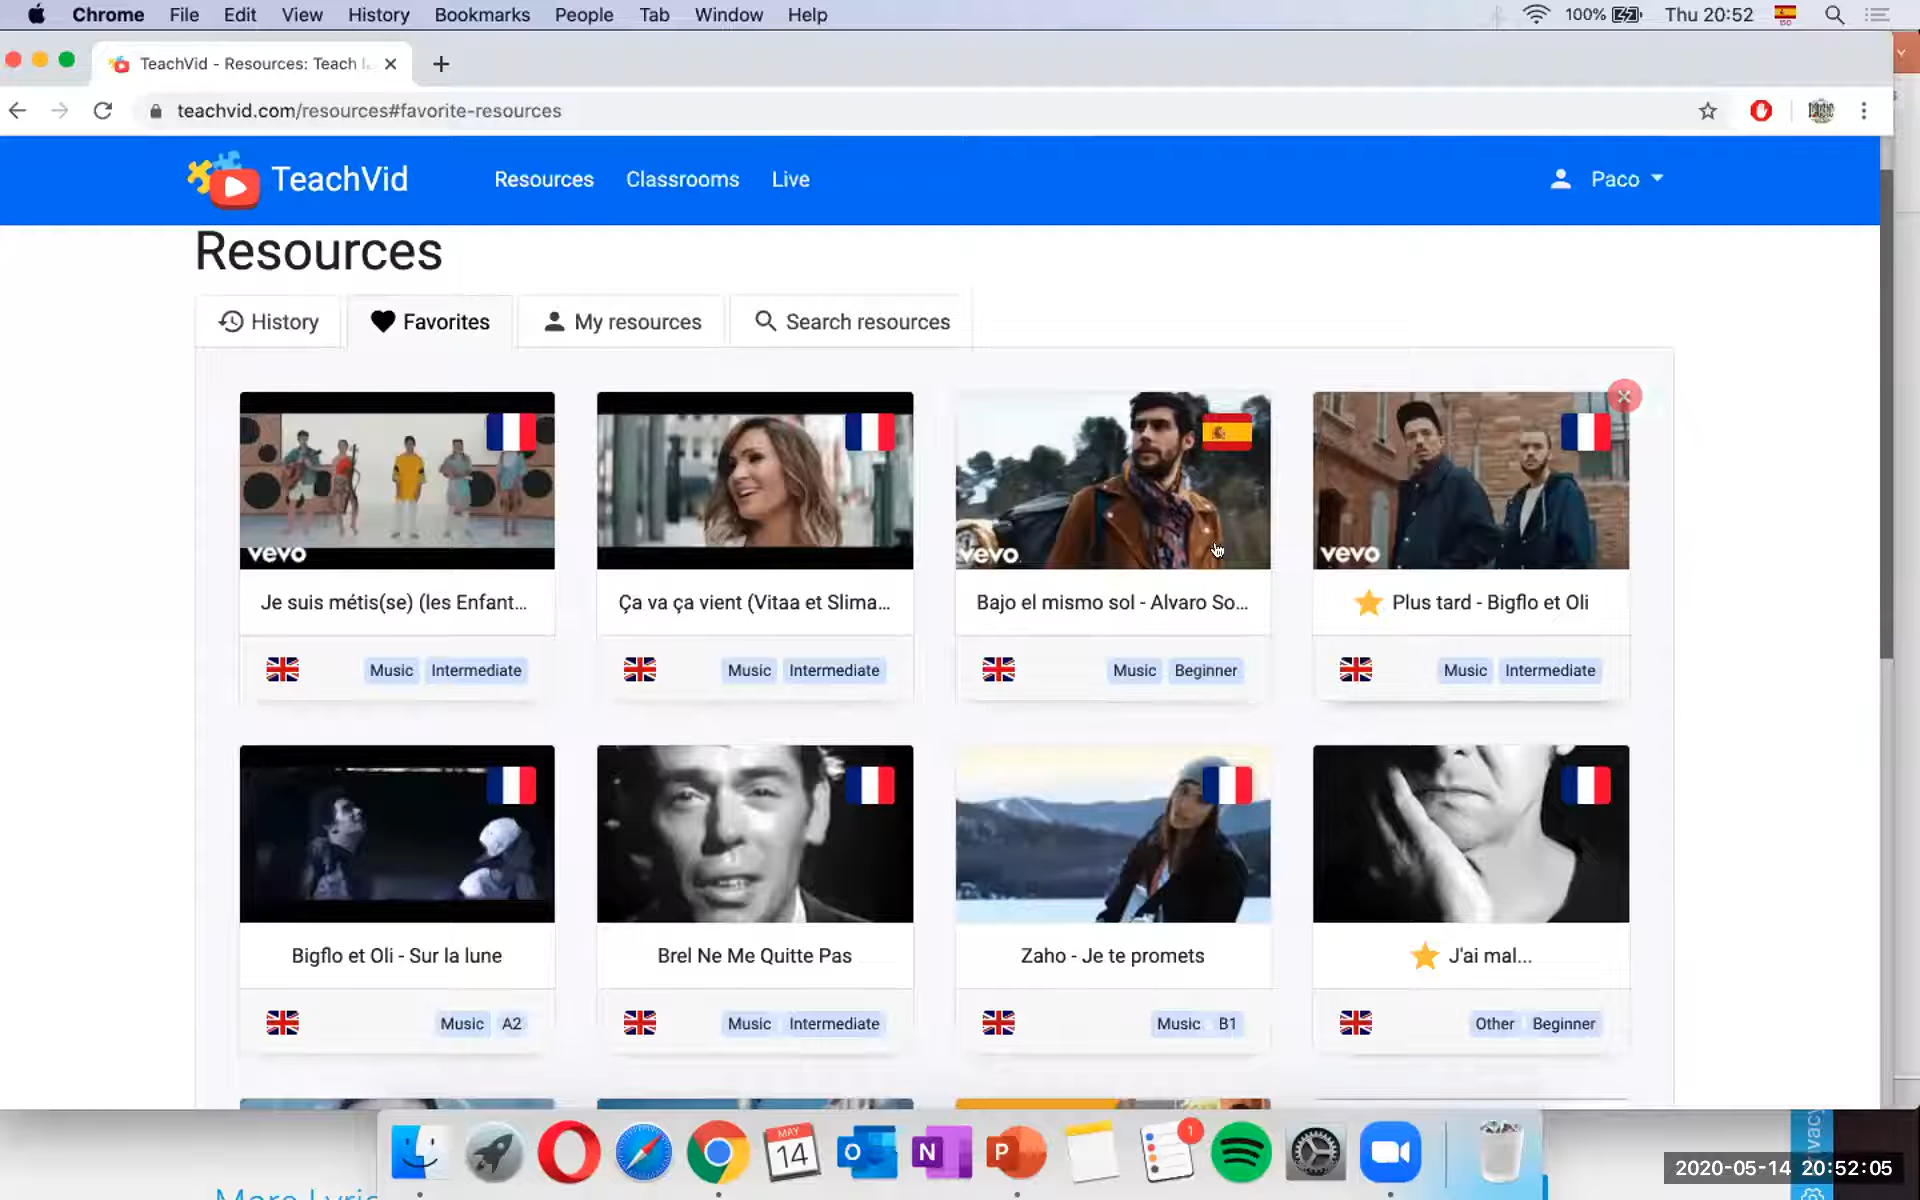 Chrome File Edit View History Bookmarks People Tab Window Help
100% Thu 20:52
TeachVid - Resources: Teach l
teachvid.com/resources#favorite-resources
TeachVid
Resources Classrooms Live
Paco
Resources
History
Favorites
My resources
Search resources
vevo
vevo
vevo
Je suis métis(se) (les Enfant...
Ça va ça vient (Vitaa et Slima...
Bajo el mismo sol - Alvaro So...
Plus tard - Bigflo et Oli
Music Intermediate
Music Intermediate
Music Beginner
Music Intermediate
Bigflo et Oli - Sur la lune
Brel Ne Me Quitte Pas
Zaho - Je te promets
J'ai mal...
Music A2
Music Intermediate
Music B1
Other Beginner
MAY
14
O
N
P
1
2020-05-14 20:52:05